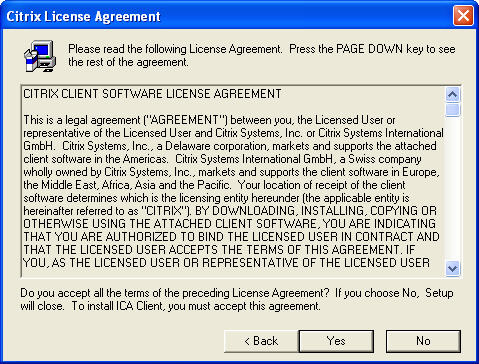 Citrix License Agreement
Please read the following License Agreement. Press the PAGE DOWN key to see
the rest of the agreement.
CITRIX CLIENT SOFTWARE LICENSE AGREEMENT
This is a legal agreement ("AGREEMENT") between you, the Licensed User or
representative of the Licensed User and Citrix Systems, Inc. or Citrix Systems International
GmbH. Citrix Systems, Inc., a Delaware corporation, markets and supports the attached
client software in the Americas. Citrix Systems International GmbH, a Swiss company
wholly owned by Citrix Systems, Inc., markets and supports the client software in Europe,
the Middle East, Africa, Asia and the Pacific. Your location of receipt of the client
software determines which is the licensing entity hereunder (the applicable entity is
hereinafter referred to as "CITRIX"). BY DOWNLOADING, INSTALLING, COPYING OR
OTHERWISE USING THE ATTACHED CLIENT SOFTWARE, YOU ARE INDICATING
THAT YOU ARE AUTHORIZED TO BIND THE LICENSED USER IN CONTRACT AND
THAT THE LICENSED USER ACCEPTS THE TERMS OF THIS AGREEMENT. IF
YOU, AS THE LICENSED USER OR REPRESENTATIVE OF THE LICENSED USER
Do you accept all the terms of the preceding License Agreement? If you choose No, Setup
will close. To install ICA Client, you must accept this agreement.
< Back Yes No